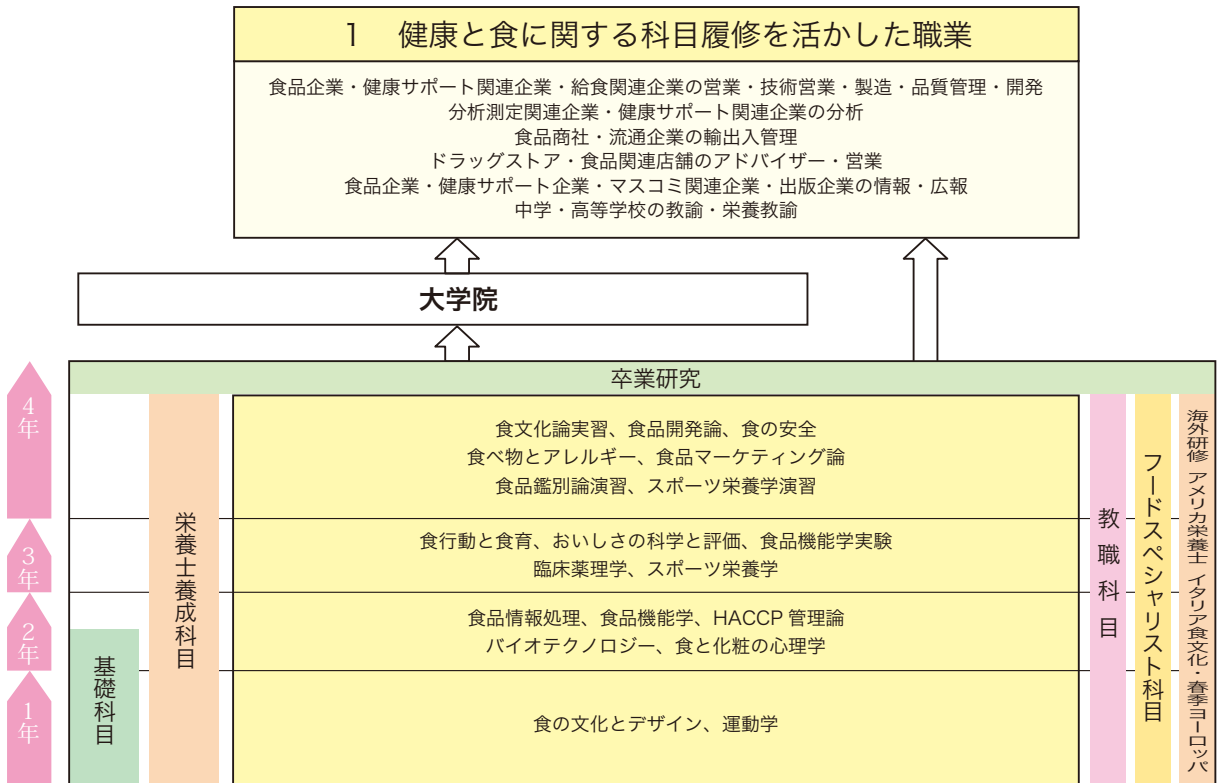 1　健康と食に関する科目履修を活かした職業
食品企業・健康サポート関連企業・給食関連企業の営業・技術営業・製造・品質管理・開発
分析測定関連企業・健康サポート関連企業の分析
食品商社・流通企業の輸出入管理
ドラッグストア・食品関連店舗のアドバイザー・営業
食品企業・健康サポート企業・マスコミ関連企業・出版企業の情報・広報
中学・高等学校の教諭・栄養教諭
大学院
卒業研究
4年
食文化論実習、食品開発論、食の安全
食べ物とアレルギー、食品マーケティング論
食品鑑別論演習、スポーツ栄養学演習
3年
食行動と食育、おいしさの科学と評価、食品機能学実験
臨床薬理学、スポーツ栄養学
2年
食品情報処理、食品機能学、HACCP 管理論
バイオテクノロジー、食と化粧の心理学
1年
食の文化とデザイン、運動学
基礎科目
栄養士養成科目
教職科目
フードスペシャリスト科目
海外研修 アメリカ栄養士 イタリア食文化・春季ヨーロッパ